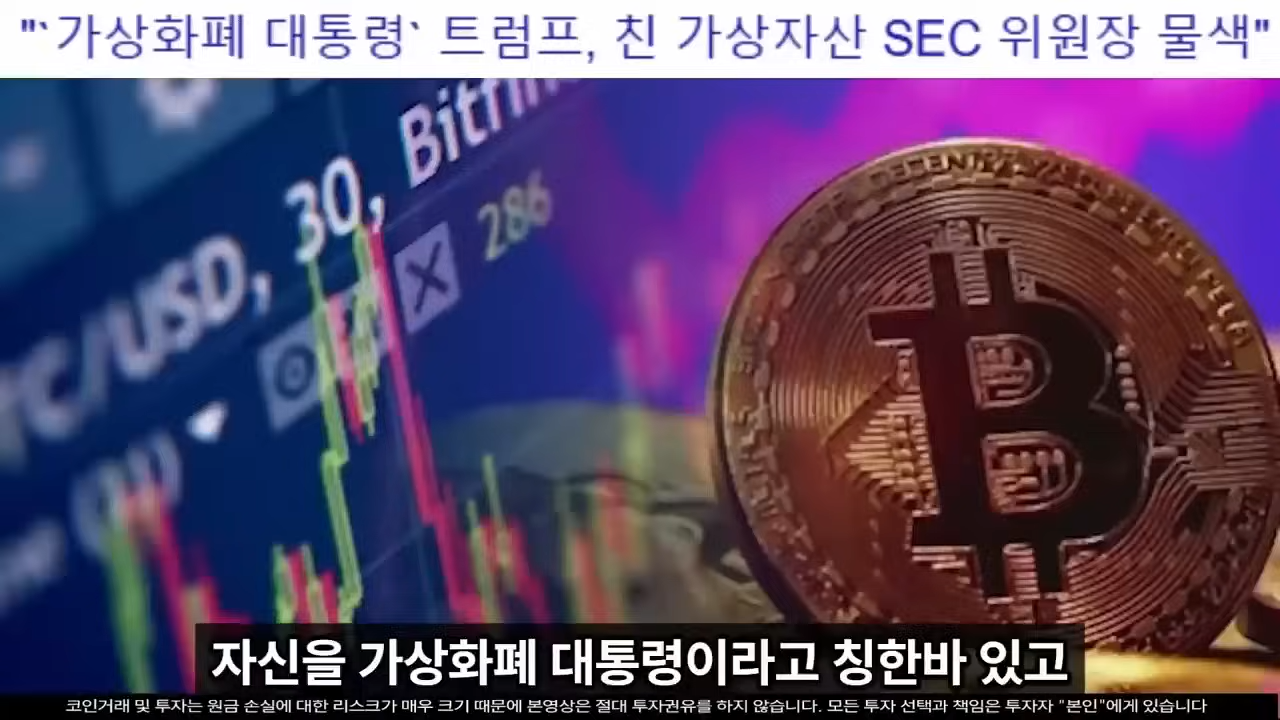 "`가상화폐 대통령` 트럼프, 친 가상자산 SEC 위원장 물색"
30,
286
자신을 가상화폐 대통령이라고 칭한바 있고
코인거래 및 투자는 원금 손실에 대한 리스크가 매우 크기 때문에 본영상은 절대 투자권유를 하지 않습니다. 모든 투자 선택과 책임은 투자자 "본인"에게 있습니다